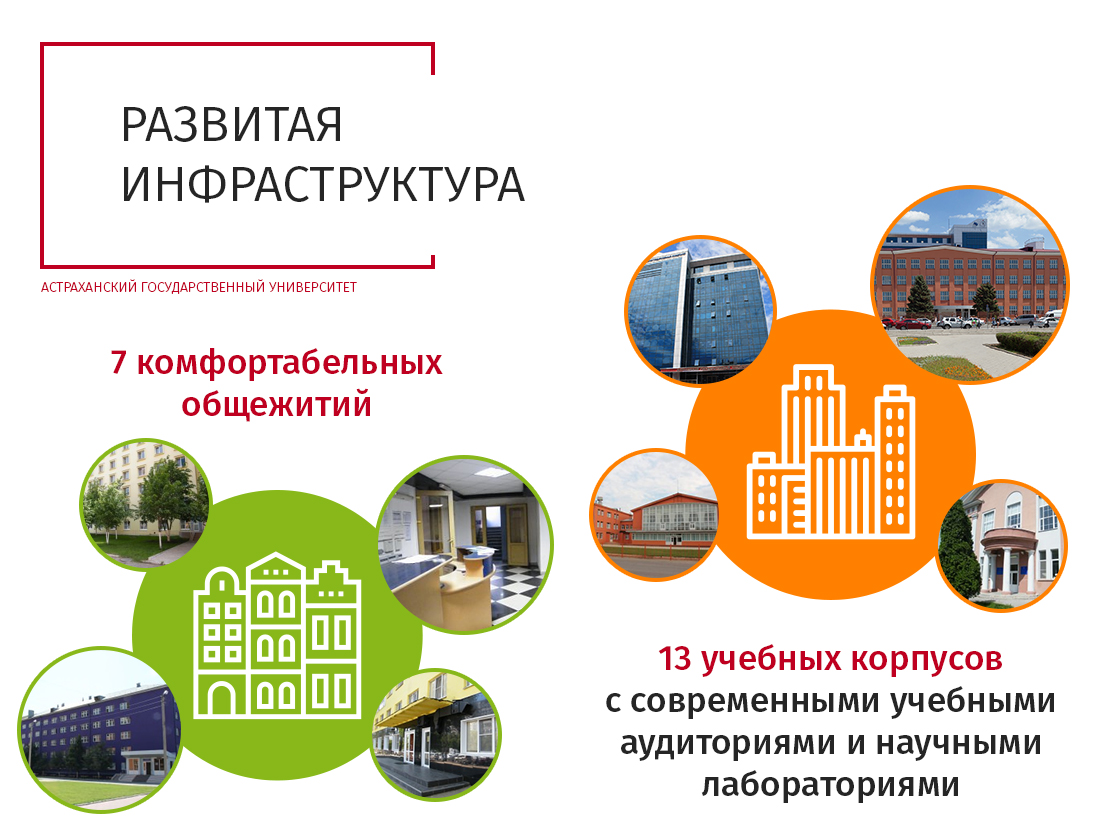 РАЗВИТАЯ
ИНФРАСТРУКТУРА
АСТРАХАНСКИЙ ГОСУДАРСТВЕННЫЙ УНИВЕРСИТЕТ
7 комфортабельных
общежитий
13 учебных корпусов
с современными учебными
аудиториями и научными
лабораториями